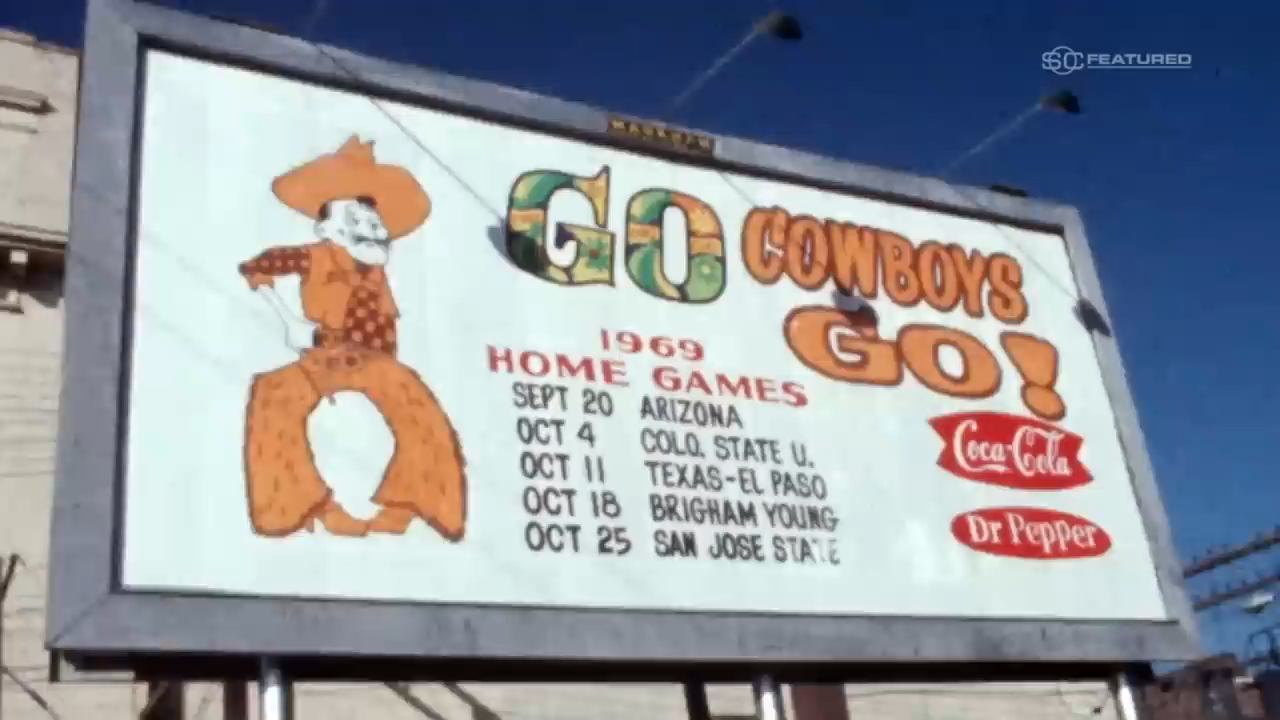 SC FEATURED
GO COWBOYS
GO!
1969
HOME GAMES
SEPT 20 ARIZONA
OCT 4 COLO. STATE U.
OCT 11 TEXAS-EL PASO
OCT 18 BRIGHAM YOUNG
OCT 25 SAN JOSE STATE
Coca-Cola
Dr Pepper